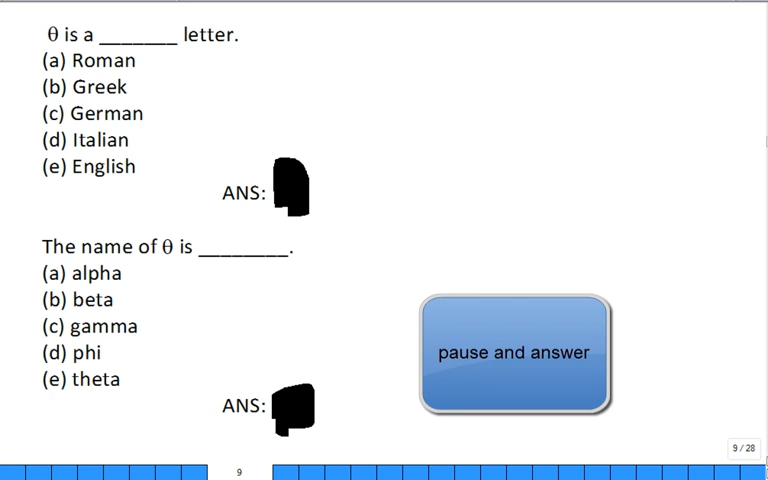 θ is a _______ letter.
(a) Roman
(b) Greek
(c) German
(d) Italian
(e) English
ANS:
The name of θ is ________.
(a) alpha
(b) beta
(c) gamma
(d) phi
(e) theta
pause and answer
ANS:
9 / 28
9